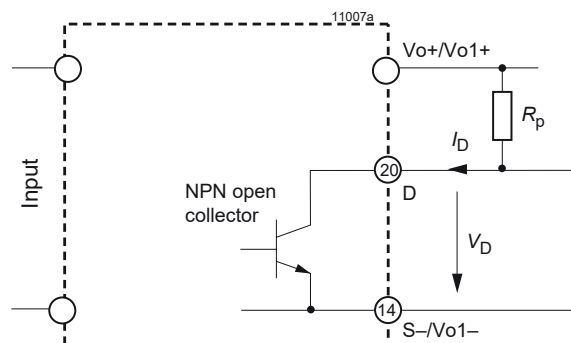 11007a
Vo+/Vo1+
Rp
ID
20
D
NPN open
collector
Input
VD
14
S–/Vo1–